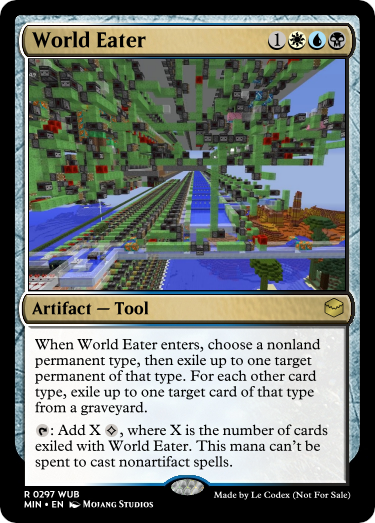 World Eater 1
Artifact — Tool
When World Eater enters, choose a nonland
permanent type, then exile up to one target
permanent of that type. For each other card
type, exile up to one target card of that type
from a graveyard.
: Add X , where X is the number of cards
exiled with World Eater. This mana can't be
spent to cast nonartifact spells.
R 0297 WUB
MIN • EN Mojang Studios
Made by Le Codex (Not For Sale)